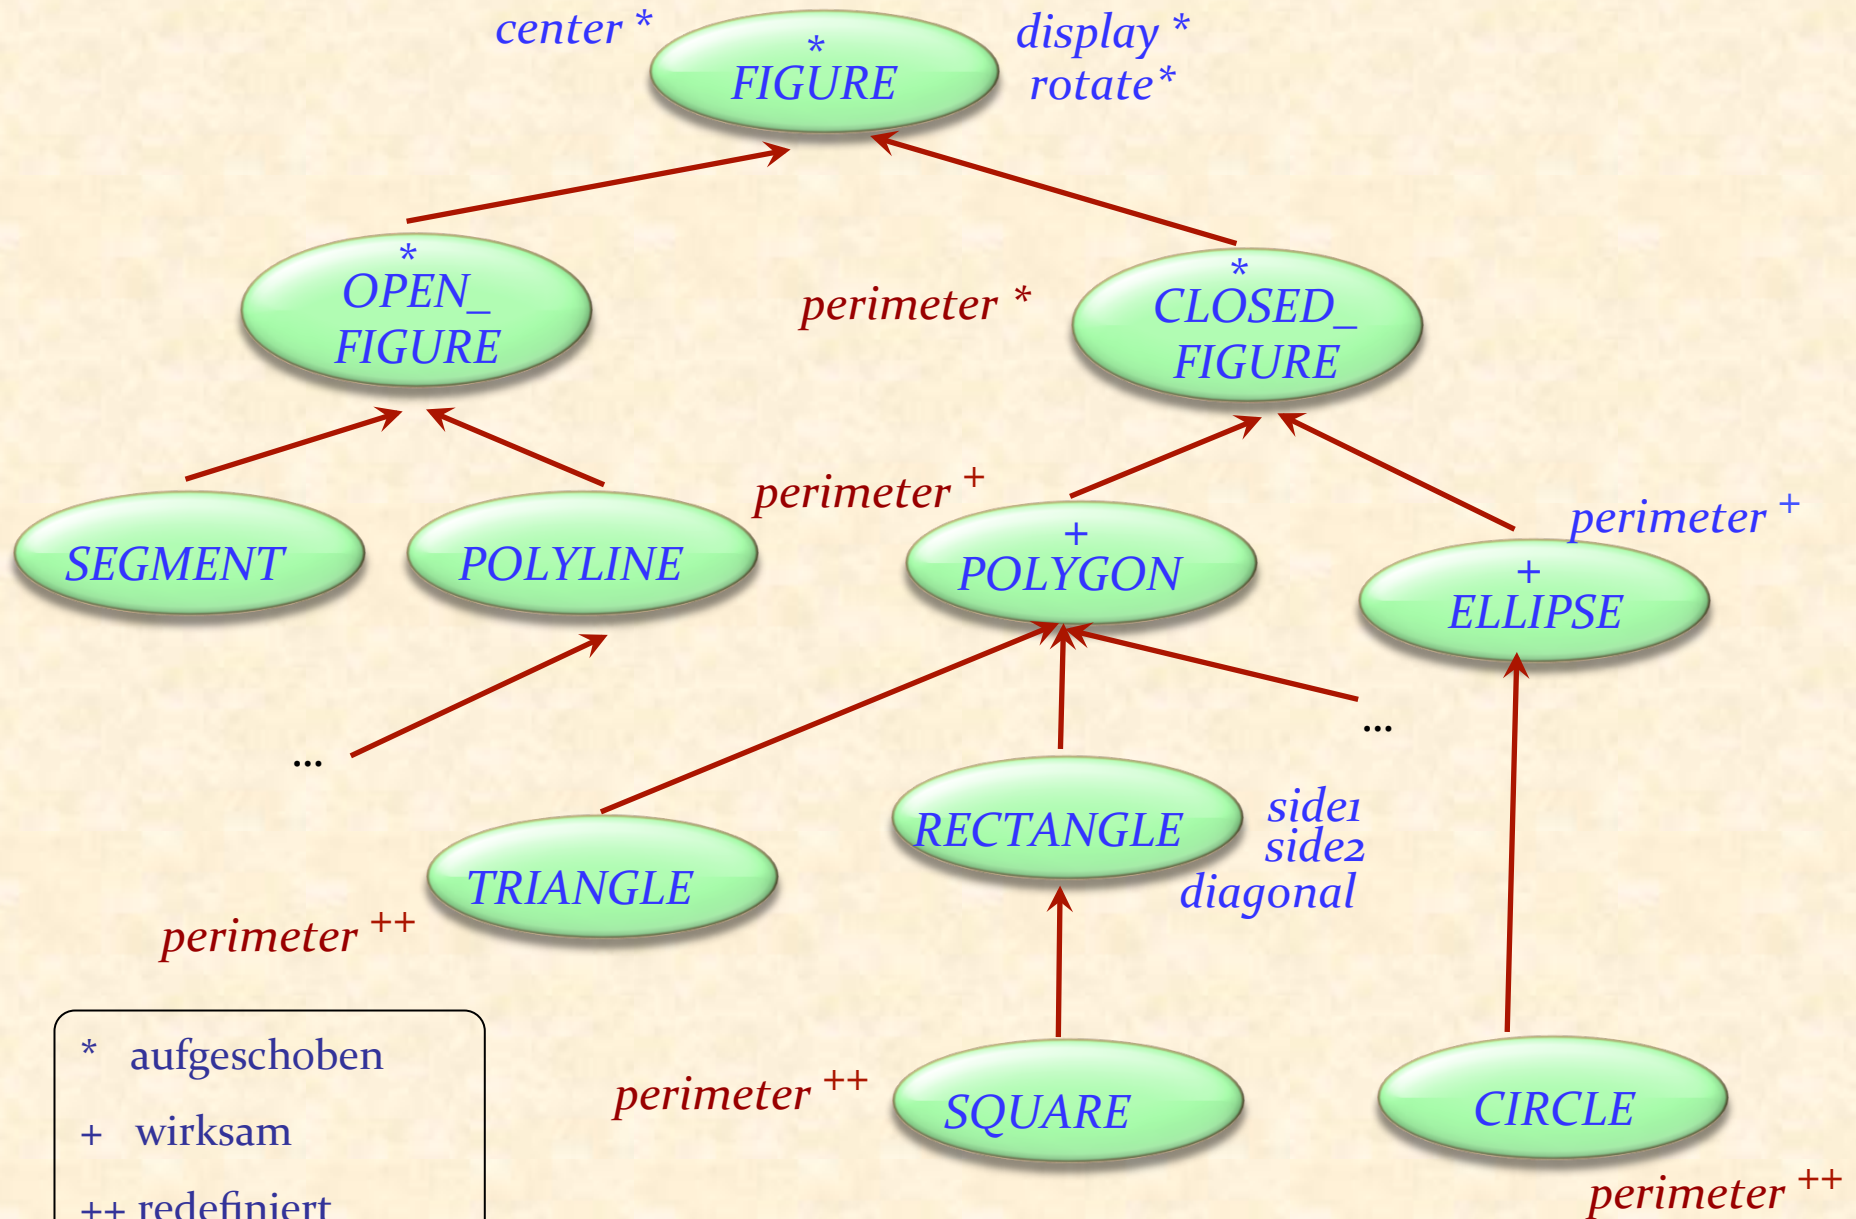 center *
*
FIGURE
display *
rotate*
*
OPEN_
FIGURE
perimeter *
*
CLOSED_
FIGURE
SEGMENT
POLYLINE
perimeter +
+
POLYGON
perimeter +
+
ELLIPSE
...
...
TRIANGLE
perimeter ++
RECTANGLE
side1
side2
diagonal
* aufgeschoben
+ wirksam
++ redefiniert
perimeter ++
SQUARE
CIRCLE
perimeter ++